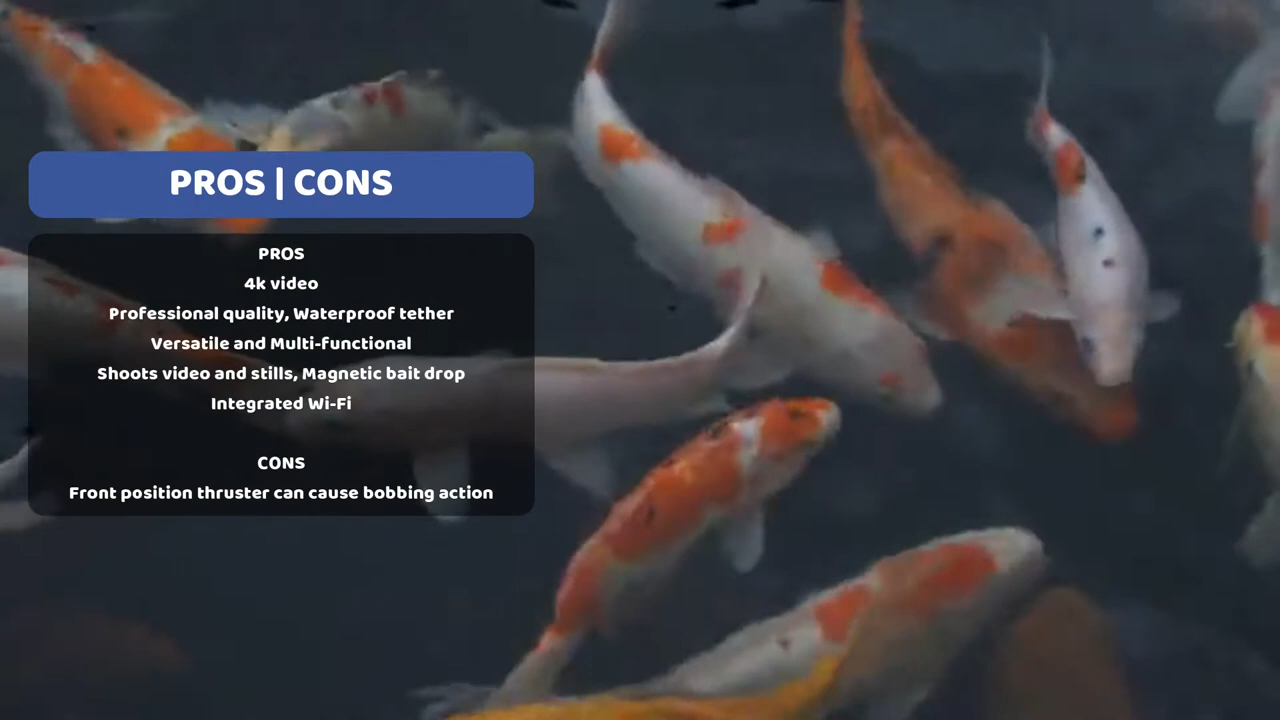 PROS | CONS
PROS
4k video
Professional quality, Waterproof tether
Versatile and Multi-functional
Shoots video and stills, Magnetic bait drop
Integrated Wi-Fi
CONS
Front position thruster can cause bobbing action